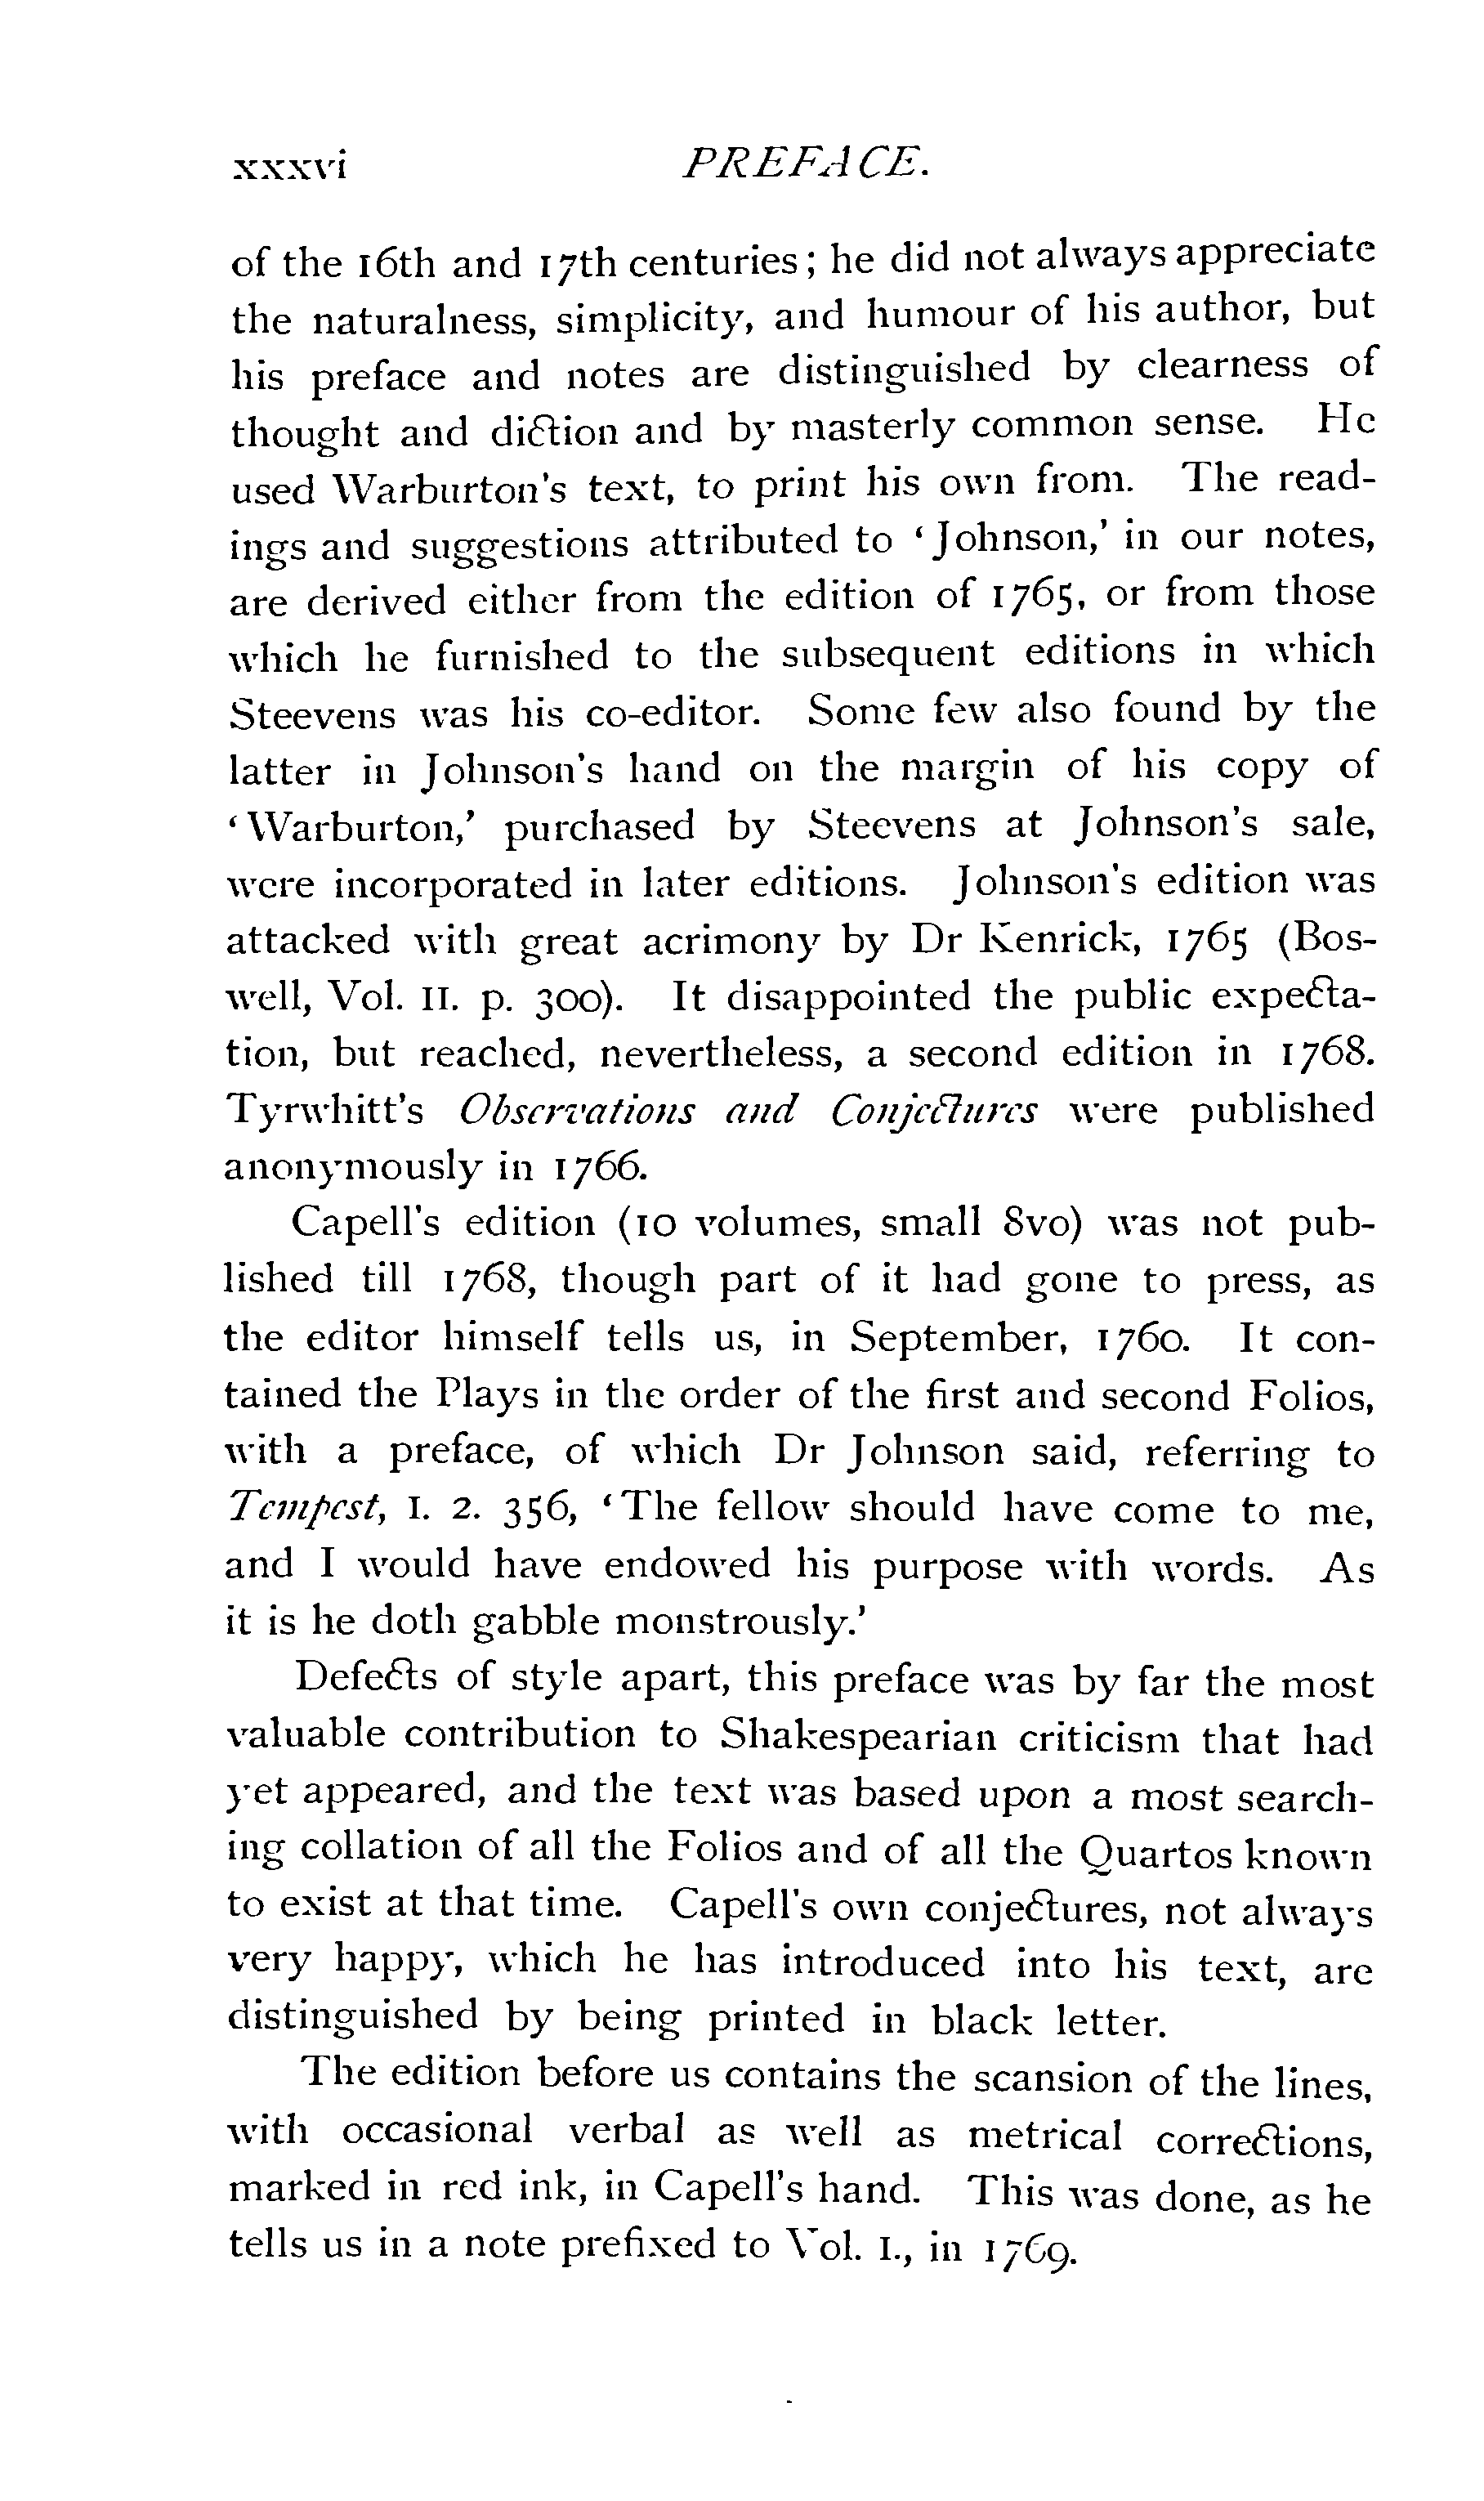 xxxvi PREFACE.
of the 16th and 17th centuries; he did not always appreciate
the naturalness, simplicity, and humour of his author, but
his preface and notes are distinguished by clearness of
thought and diction and by masterly common sense. He
used Warburton's text, to print his own from. The read-
ings and suggestions attributed to 'Johnson,' in our notes,
are derived either from the edition of 1765, or from those
which he furnished to the subsequent editions in which
Steevens was his co-editor. Some few also found by the
latter in Johnson's hand on the margin of his copy of
'Warburton,' purchased by Steevens at Johnson's sale,
were incorporated in later editions. Johnson's edition was
attacked with great acrimony by Dr Kenrick, 1765 (Bos-
well, Vol. II. p. 300). It disappointed the public expecta-
tion, but reached, nevertheless, a second edition in 1768.
Tyrwhitt's Observations and Conjectures were published
anonymously in 1766.
Capell's edition (10 volumes, small 8vo) was not pub-
lished till 1768, though part of it had gone to press, as
the editor himself tells us, in September, 1760. It con-
tained the Plays in the order of the first and second Folios,
with a preface, of which Dr Johnson said, referring to
Tempest, I. 2. 356, 'The fellow should have come to me,
and I would have endowed his purpose with words. As
it is he doth gabble monstrously.'
Defects of style apart, this preface was by far the most
valuable contribution to Shakespearian criticism that had
yet appeared, and the text was based upon a most search-
ing collation of all the Folios and of all the Quartos known
to exist at that time. Capell's own conjectures, not always
very happy, which he has introduced into his text, are
distinguished by being printed in black letter.
The edition before us contains the scansion of the lines,
with occasional verbal as well as metrical corrections,
marked in red ink, in Capell's hand. This was done, as he
tells us in a note prefixed to Vol. I., in 1769.